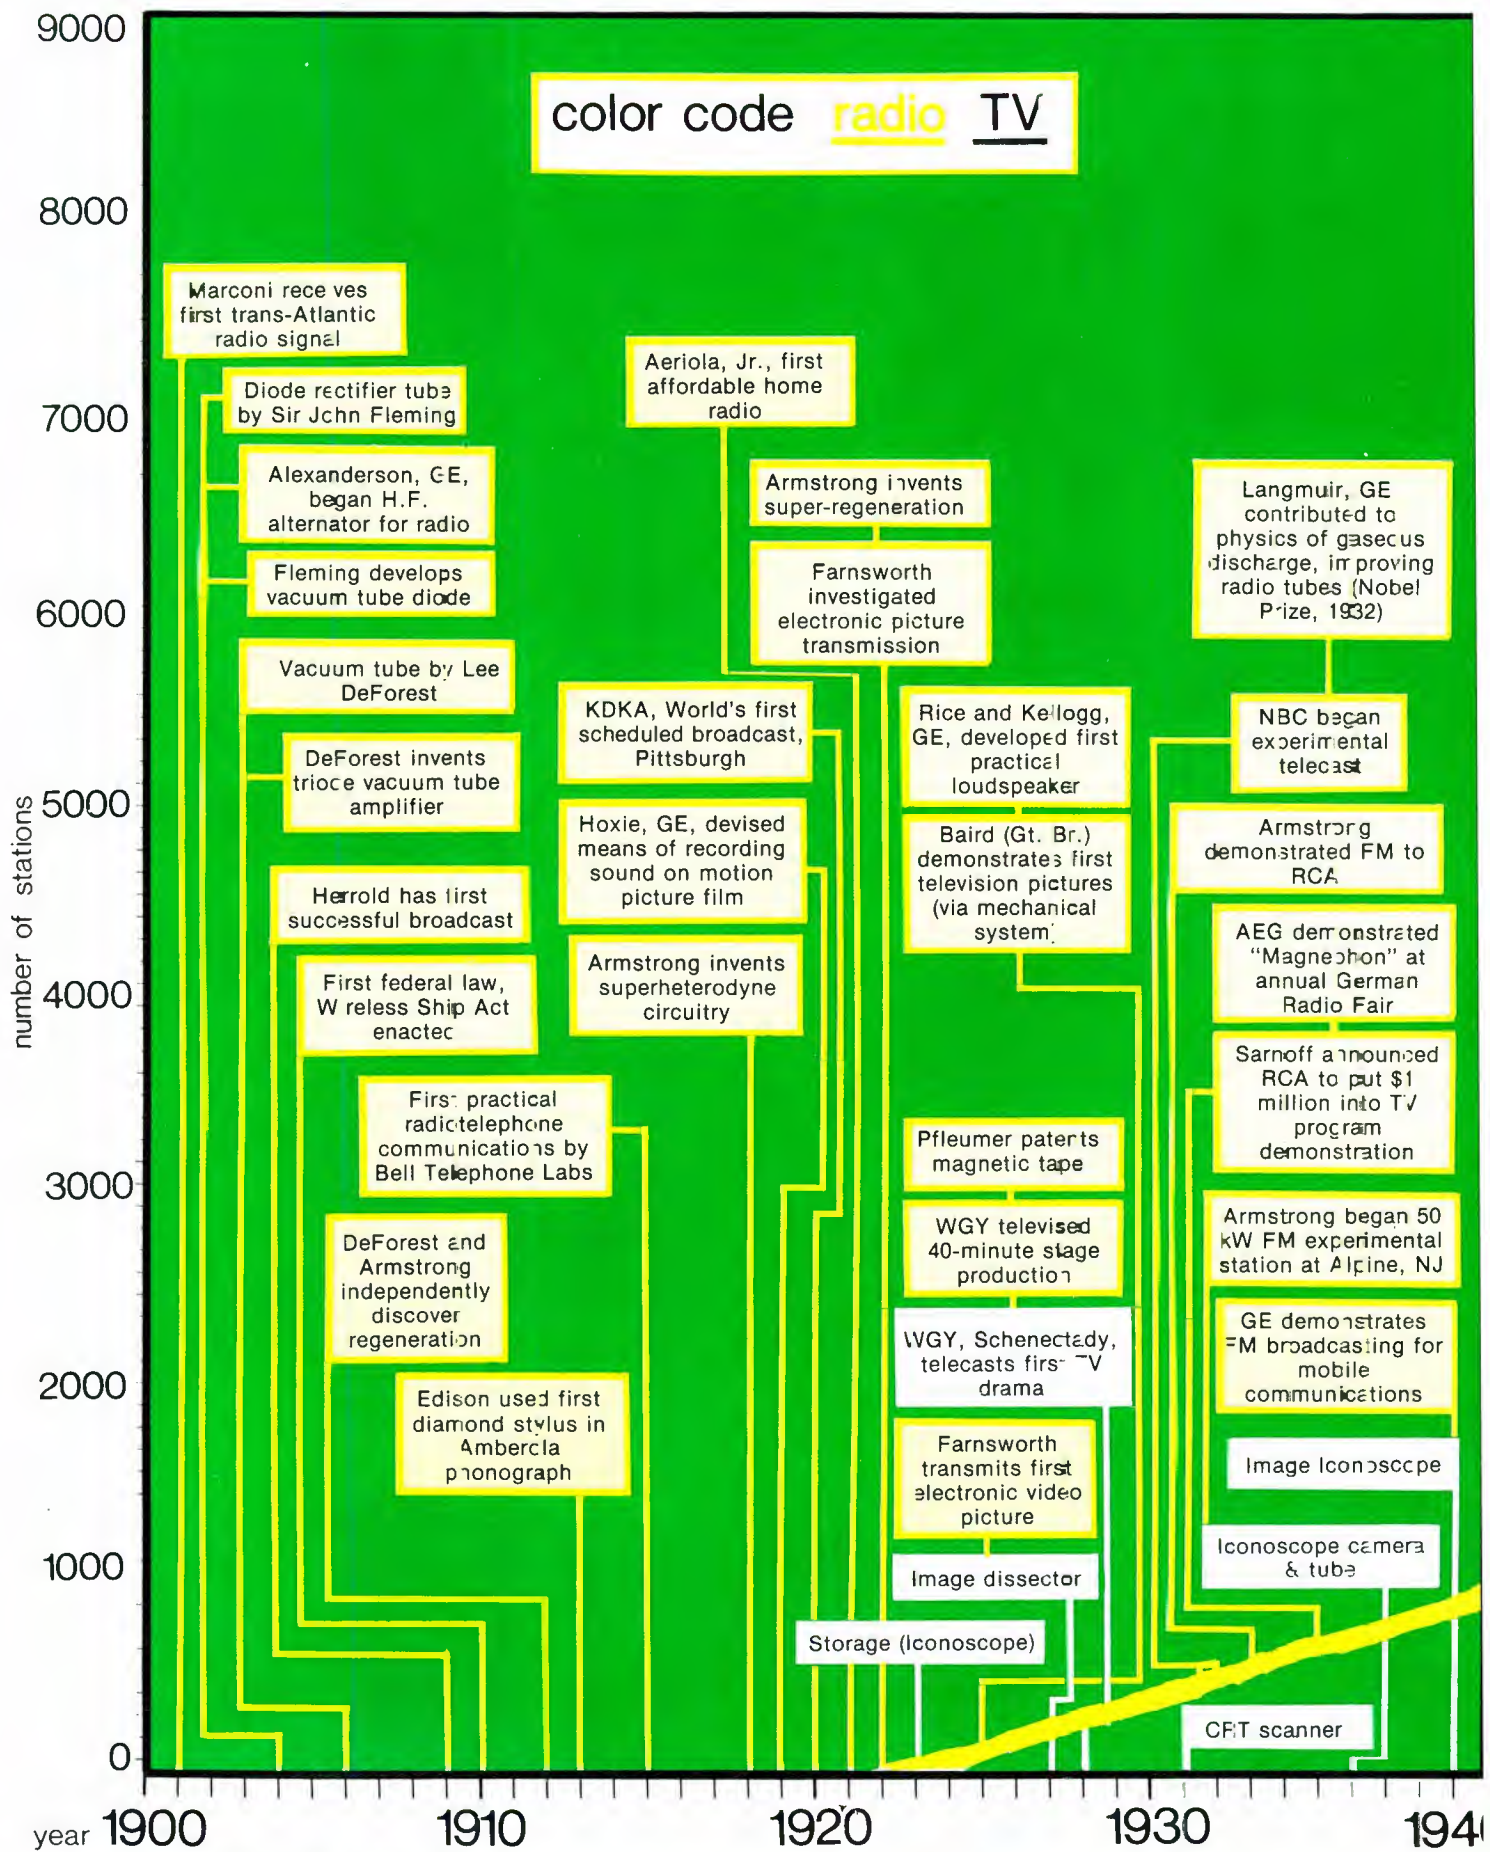 9000
8000
7000
6000
5000
4000
3000
2000
1000
0
number of stations
color code radio TV
Marconi rece ves
first trans-Atlantic
radio signal
Diode rectifier tube
by Sir John Fleming
Alexanderson, GE,
began H.F.
alternator for radio
Fleming develops
vacuum tube diode
Vacuum tube by Lee
DeForest
DeForest invents
triode vacuum tube
amplifier
Herrold has first
successful broadcast
First federal law,
W reless Ship Act
enacted
First practical
radiotelephone
communications by
Bell Telephone Labs
DeForest and
Armstrong
independently
discover
regeneration
Edison used first
diamond stylus in
Amberola
phonograph
Aeriola, Jr., first
affordable home
radio
Armstrong invents
super-regeneration
Farnsworth
investigated
electronic picture
transmission
KDKA, World's first
scheduled broadcast,
Pittsburgh
Hoxie, GE, devised
means of recording
sound on motion
picture film
Armstrong invents
superheterodyne
circuitry
Rice and Kellogg,
GE, developed first
practical
loudspeaker
Baird (Gt. Br.)
demonstrates first
television pictures
(via mechanical
system)
Pfleumer patents
magnetic tape
WGY televised
40-minute stage
production
WGY, Schenectady,
telecasts first TV
drama
Farnsworth
transmits first
electronic video
picture
Image dissector
Storage (Iconoscope)
Langmuir, GE
contributed to
physics of gaseous
discharge, improving
radio tubes (Nobel
Prize, 1932)
NBC began
experimental
telecast
Armstrong
demonstrated FM to
RCA
AEG demonstrated
"Magnephon" at
annual German
Radio Fair
Sarnoff announced
RCA to put $1
million into TV
program
demonstration
Armstrong began 50
kW FM experimental
station at Alpine, NJ
GE demonstrates
FM broadcasting for
mobile
communications
Image Iconoscope
Iconoscope camera
& tube
CRT scanner
year 1900 1910 1920 1930 194